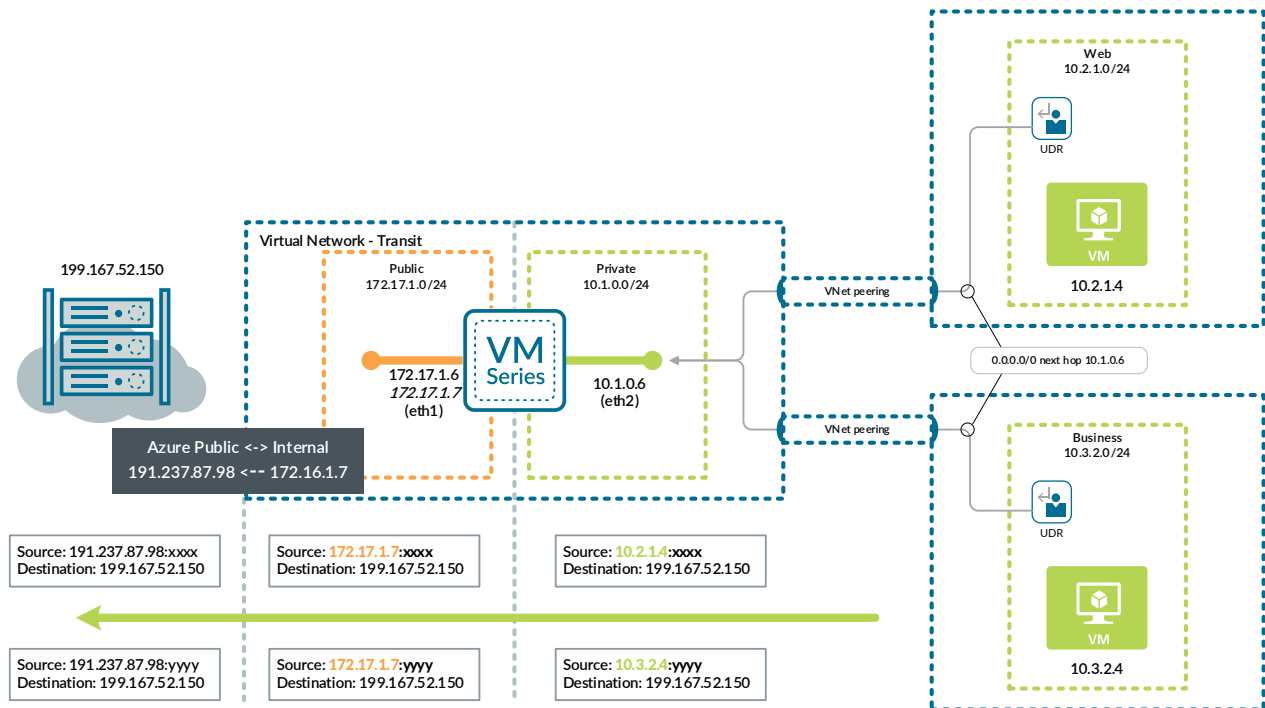 Web
10.2.1.0/24
UDR
VM
10.2.1.4
Virtual Network - Transit
199.167.52.150
Public
172.17.1.0/24
Private
10.1.0.0/24
VNet peering
VM
Series
172.17.1.6
172.17.1.7
(eth1)
10.1.0.6
(eth2)
0.0.0.0/0 next hop 10.1.0.6
VNet peering
Azure Public <-> Internal
191.237.87.98 <-- 172.16.1.7
Business
10.3.2.0/24
UDR
VM
10.3.2.4
Source: 191.237.87.98:xxxx
Destination: 199.167.52.150
Source: 172.17.1.7:xxxx
Destination: 199.167.52.150
Source: 10.2.1.4:xxxx
Destination: 199.167.52.150
Source: 191.237.87.98:yyyy
Destination: 199.167.52.150
Source: 172.17.1.7:yyyy
Destination: 199.167.52.150
Source: 10.3.2.4:yyyy
Destination: 199.167.52.150